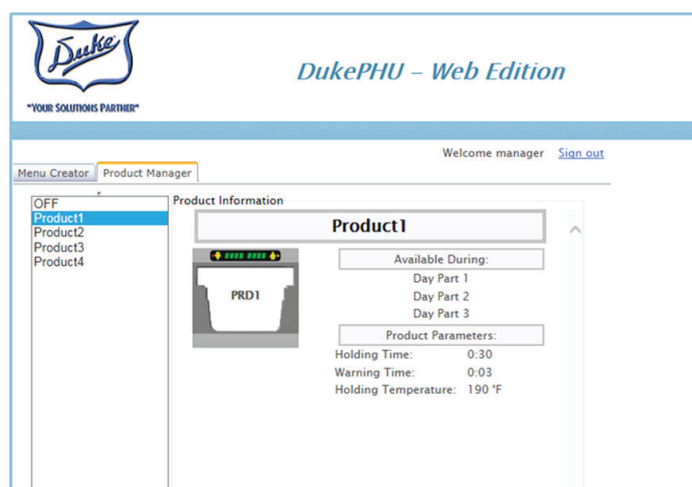 Duke
"YOUR SOLUTIONS PARTNER"
DukePHU – Web Edition
Welcome manager Sign out
Menu Creator Product Manager
OFF
Product1
Product2
Product3
Product4
Product Information
Product1
PRD1
Available During:
Day Part 1
Day Part 2
Day Part 3
Product Parameters:
Holding Time: 0:30
Warning Time: 0:03
Holding Temperature: 190 °F